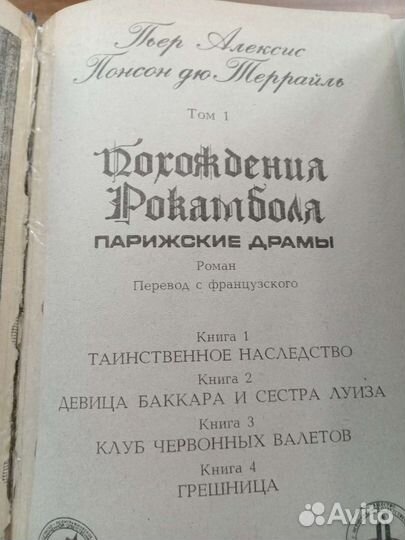 Пьер Алексис
Понсон дю Террайль
Том 1
Похождения
Рокамбола
ПАРИЖСКИЕ ДРАМЫ
Роман
Перевод с французского
Книга 1
ТАИНСТВЕННОЕ НАСЛЕДСТВО
Книга 2
ДЕВИЦА БАККАРА И СЕСТРА ЛУИЗА
Книга 3
КЛУБ ЧЕРВОННЫХ ВАЛЕТОВ
Книга 4
ГРЕШНИЦА
Avito